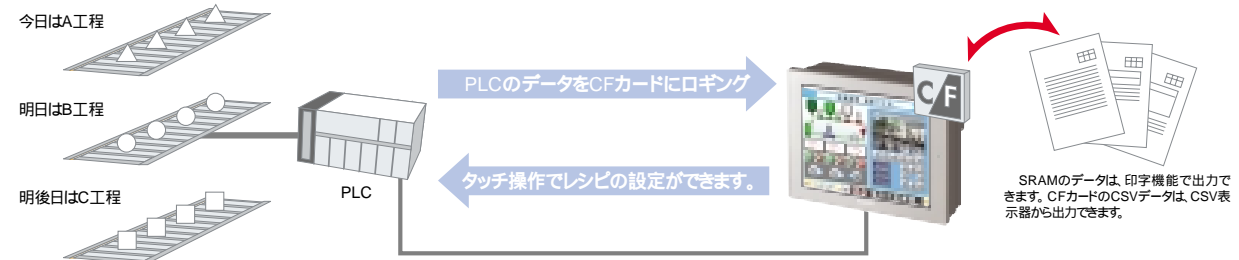 今日はA工程
明日はB工程
明後日はC工程
PLC
PLCのデータをCFカードにロギング
タッチ操作でレシピの設定ができます。
C/F
SRAMのデータは、印字機能で出力で
きます。CFカードのCSVデータは、CSV表
示器から出力できます。